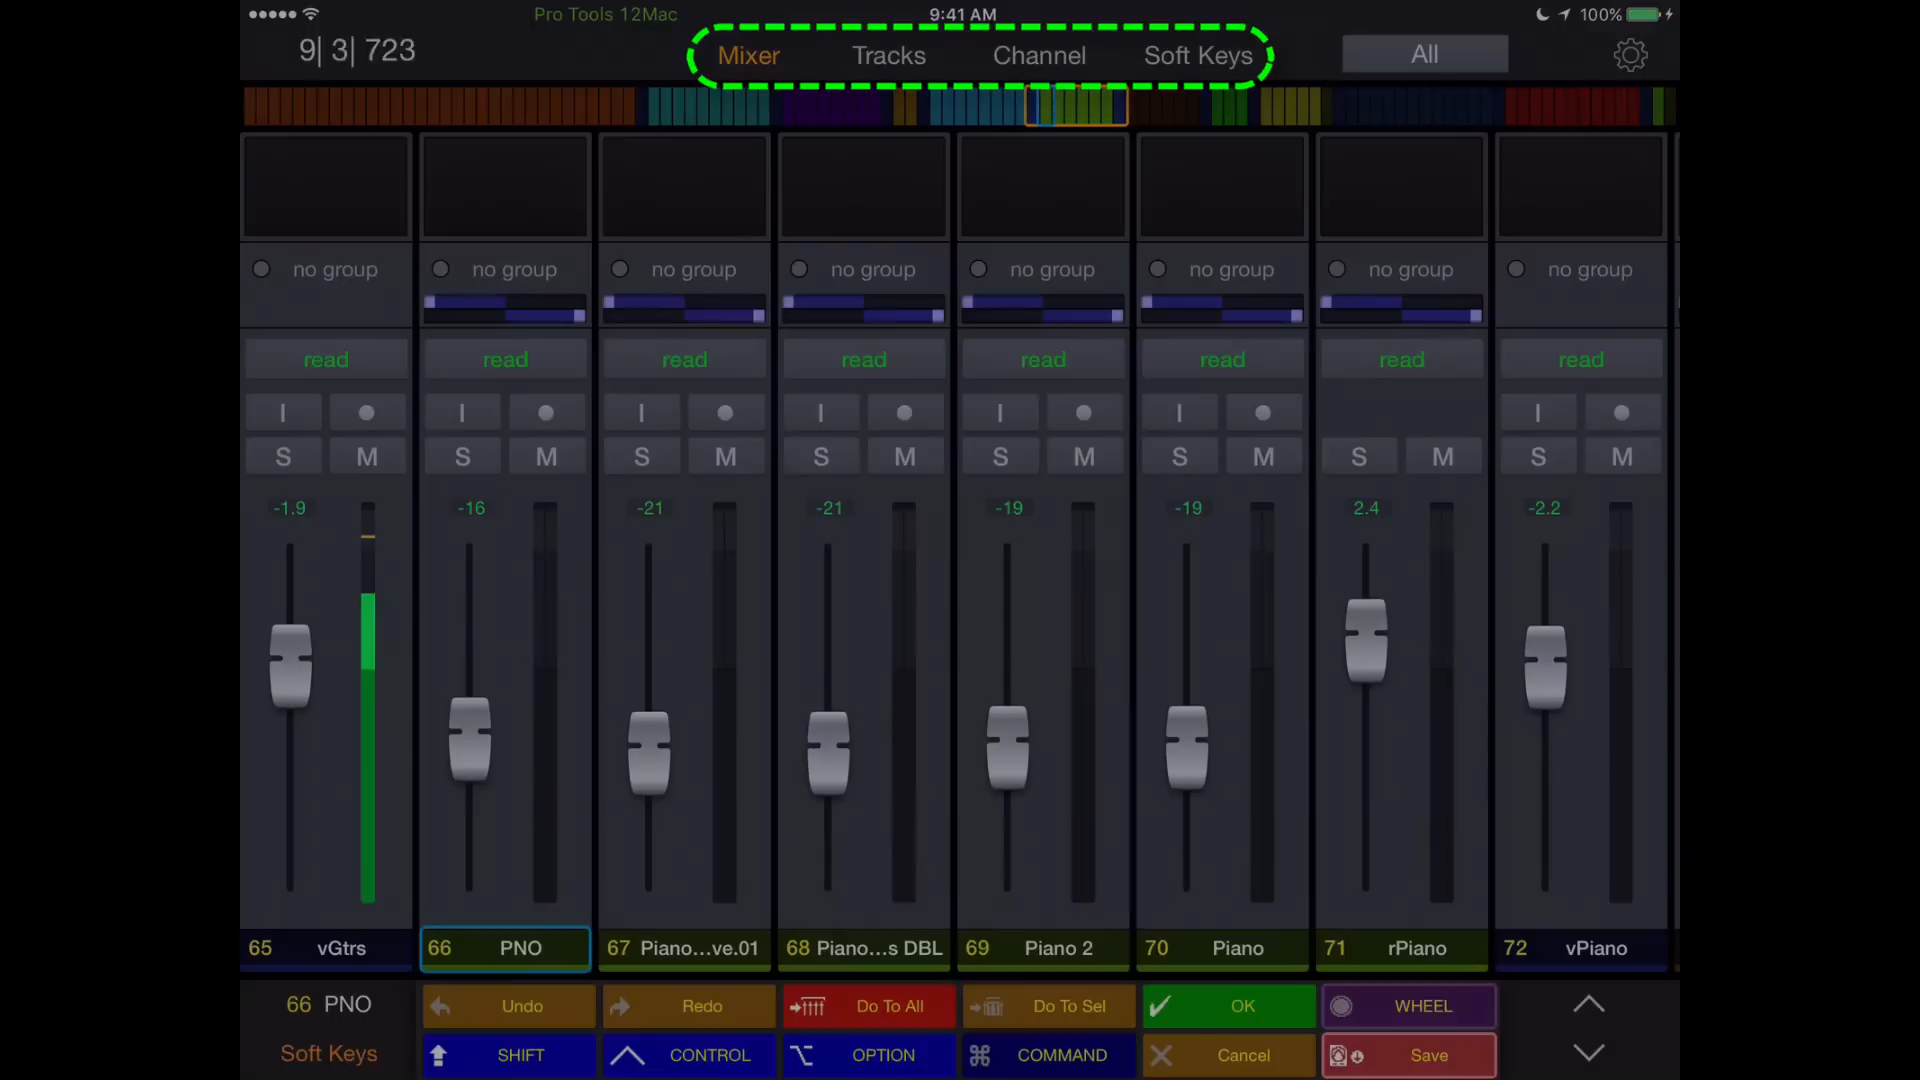 Pro Tools 12Mac
9:41 AM
100%
9| 3| 723
Mixer Tracks Channel Soft Keys
All
no group no group no group no group no group no group no group no group
read read read read read read read read
I I I I I I I
S M S M S M S M S M S M S M S M
-1.9 -16 -21 -21 -19 -19 2.4 -2.2
65 vGtrs 66 PNO 67 Piano...ve.01 68 Piano...s DBL 69 Piano 2 70 Piano 71 rPiano 72 vPiano
66 PNO Undo Redo Do To All Do To Sel OK WHEEL
Soft Keys SHIFT CONTROL OPTION COMMAND Cancel Save